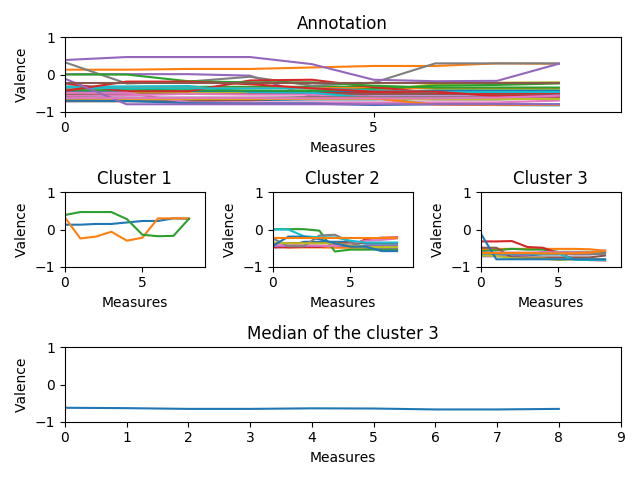 Annotation
Valence
1
0
−1
0
5
Measures
Cluster 1
Valence
1
0
−1
0
5
Measures
Cluster 2
Valence
1
0
−1
0
5
Measures
Cluster 3
Valence
1
0
−1
0
5
Measures
Median of the cluster 3
Valence
1
0
−1
0 1 2 3 4 5 6 7 8 9
Measures